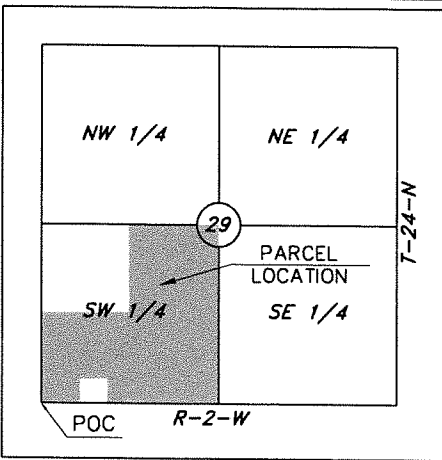 NW 1/4
NE 1/4
T-24-N
29
PARCEL
LOCATION
SW 1/4
SE 1/4
POC
R-2-W